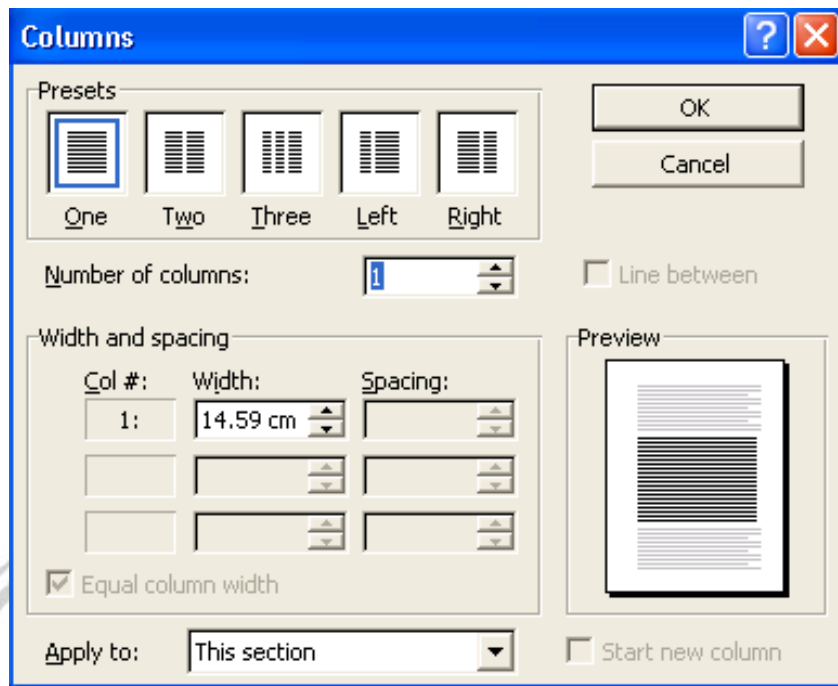 Columns
Presets
OK
Cancel
One Two Three Left Right
Number of columns: 1
Line between
Width and spacing
Preview
Col #: Width: Spacing:
1: 14.59 cm
Equal column width
Apply to: This section
Start new column